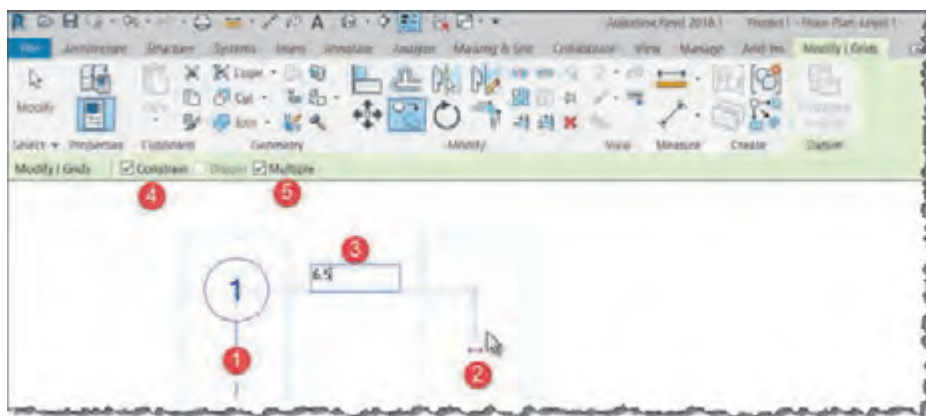 R A Autodesk Revit 2018.1 Project1 - Floor Plan: Level 1
File Architecture Structure Systems Insert Annotate Analyze Massing & Site Collaborate View Manage Add-Ins Modify | Grids
Modify Cope
Cut
Join
Select Properties Clipboard Geometry Modify View Measure Create Datum
Modify | Grids Constrain Multiple
4 5
3
6.5
1
1
2